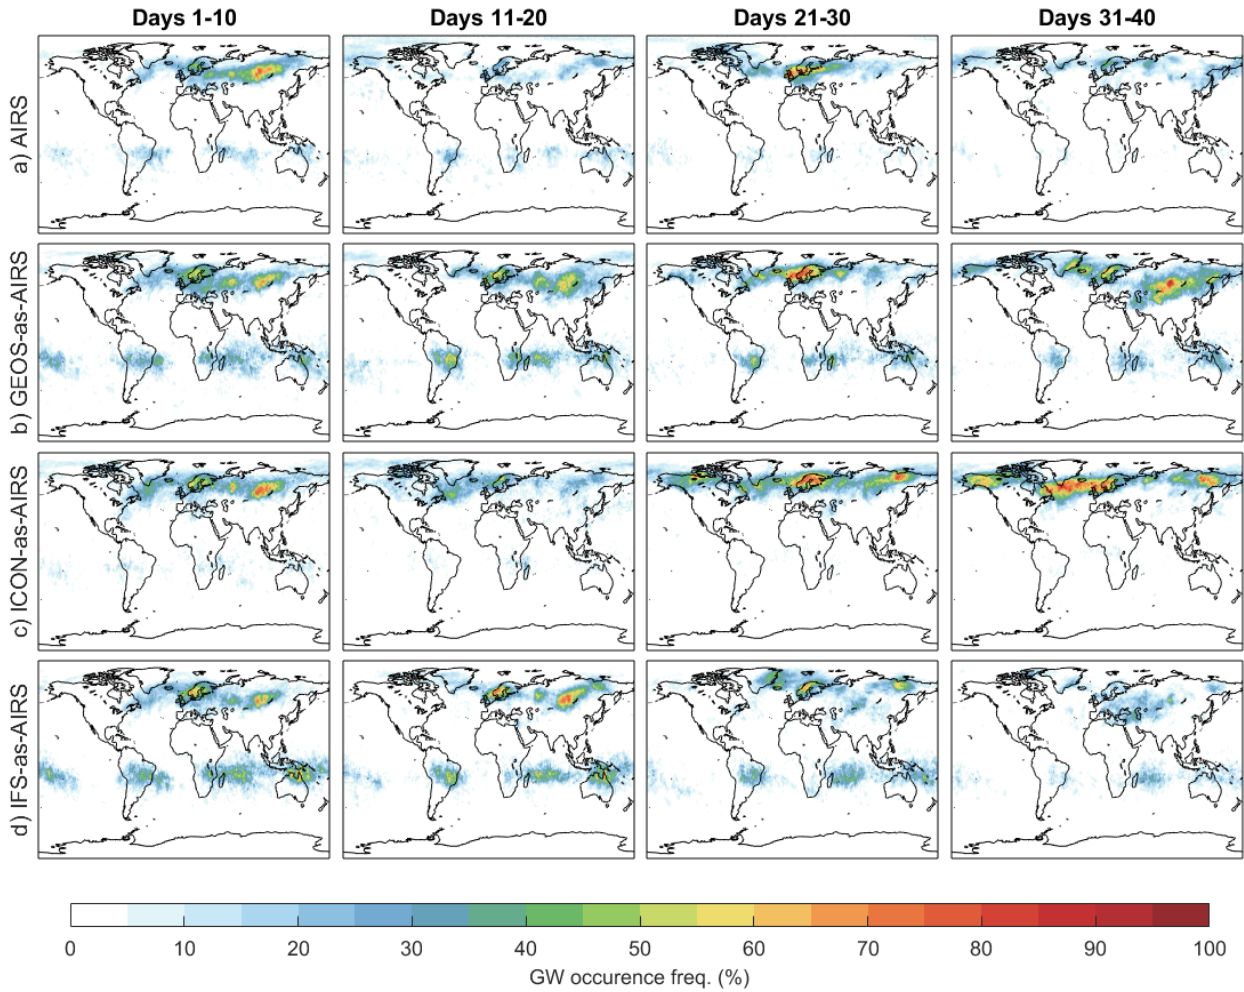 Days 1-10 Days 11-20 Days 21-30 Days 31-40
a) AIRS
b) GEOS-as-AIRS
c) ICON-as-AIRS
d) IFS-as-AIRS
0 10 20 30 40 50 60 70 80 90 100
GW occurence freq. (%)